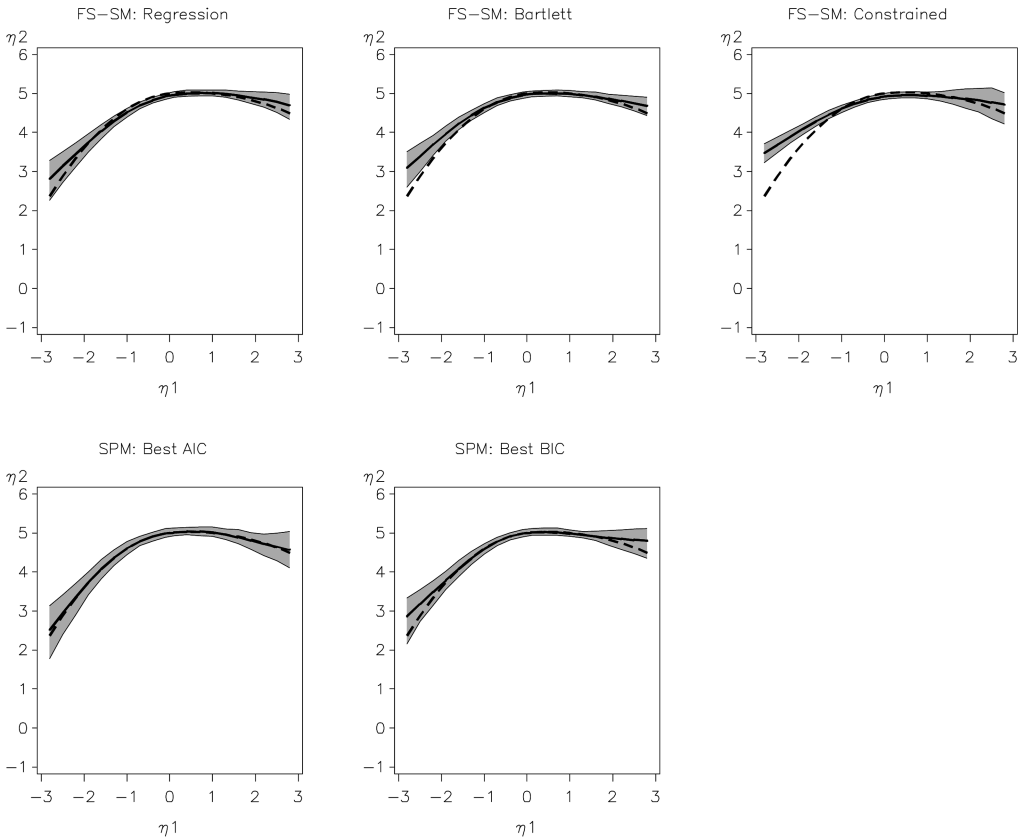 FS-SM: Regression
η2
6
5
4
3
2
1
0
-1
-3 -2 -1 0 1 2 3
η1
FS-SM: Bartlett
η2
6
5
4
3
2
1
0
-1
-3 -2 -1 0 1 2 3
η1
FS-SM: Constrained
η2
6
5
4
3
2
1
0
-1
-3 -2 -1 0 1 2 3
η1
SPM: Best AIC
η2
6
5
4
3
2
1
0
-1
-3 -2 -1 0 1 2 3
η1
SPM: Best BIC
η2
6
5
4
3
2
1
0
-1
-3 -2 -1 0 1 2 3
η1